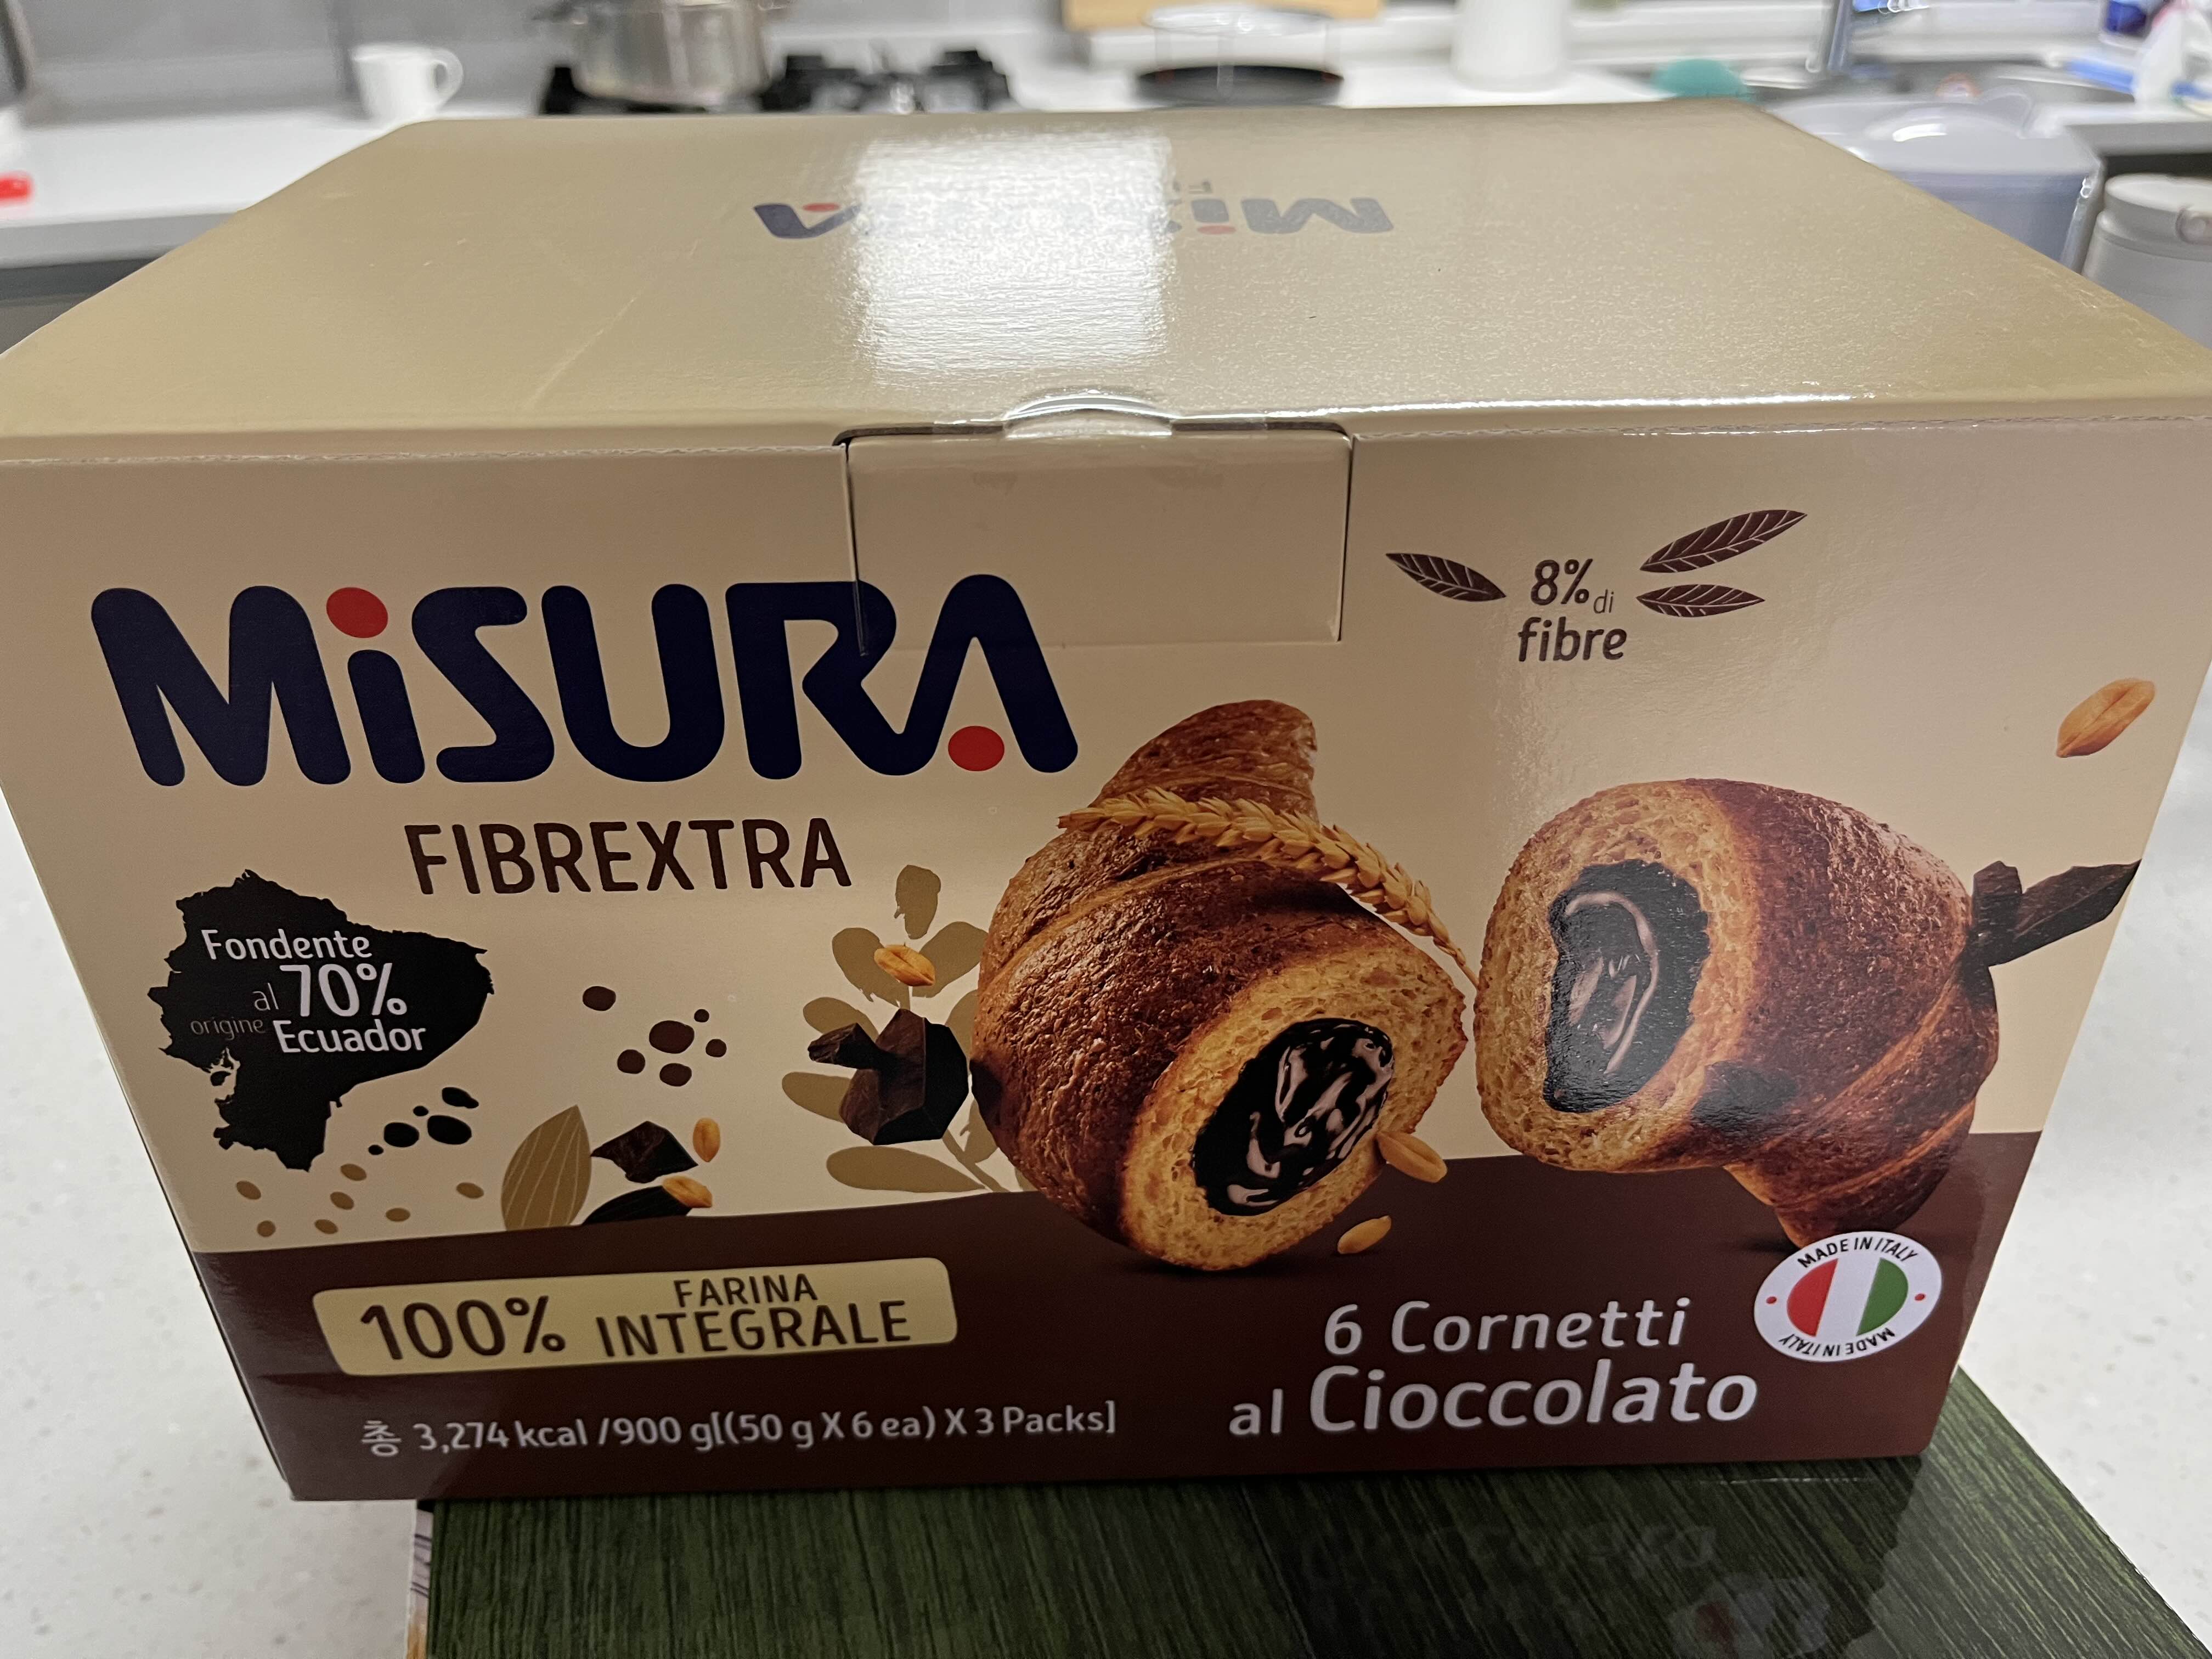 MiSURA
MiSURA
FIBREXTRA
8% di
fibre
Fondente
al 70%
origine Ecuador
100% FARINA
INTEGRALE
총 3,274 kcal /900 g[(50 g X 6 ea) X 3 Packs]
6 Cornetti
al Cioccolato
MADE IN ITALY
MADE IN ITALY